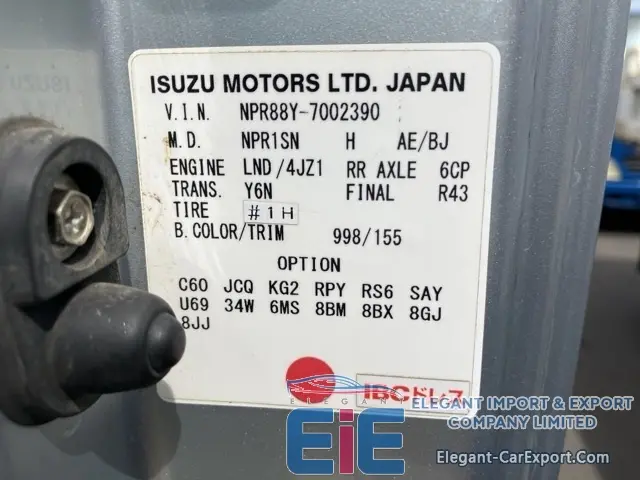 ISUZU MOTORS LTD. JAPAN
V.I.N. NPR88Y-7002390
M.D. NPR1SN H AE/BJ
ENGINE LND/4JZ1 RR AXLE 6CP
TRANS. Y6N FINAL R43
TIRE #1H
B.COLOR/TRIM 998/155
OPTION
C60 JCQ KG2 RPY RS6 SAY
U69 34W 6MS 8BM 8BX 8GJ
8JJ
ELEGANT
EiE
ELEGANT IMPORT & EXPORT
COMPANY LIMITED
Elegant-CarExport.com